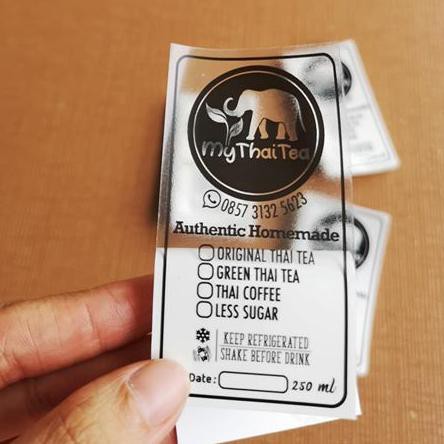 MyThaiTea
0857 3132 5623
Authentic Homemade
ORIGINAL THAI TEA
GREEN THAI TEA
THAI COFFEE
LESS SUGAR
KEEP REFRIGERATED
SHAKE BEFORE DRINK
Date: 250 ml